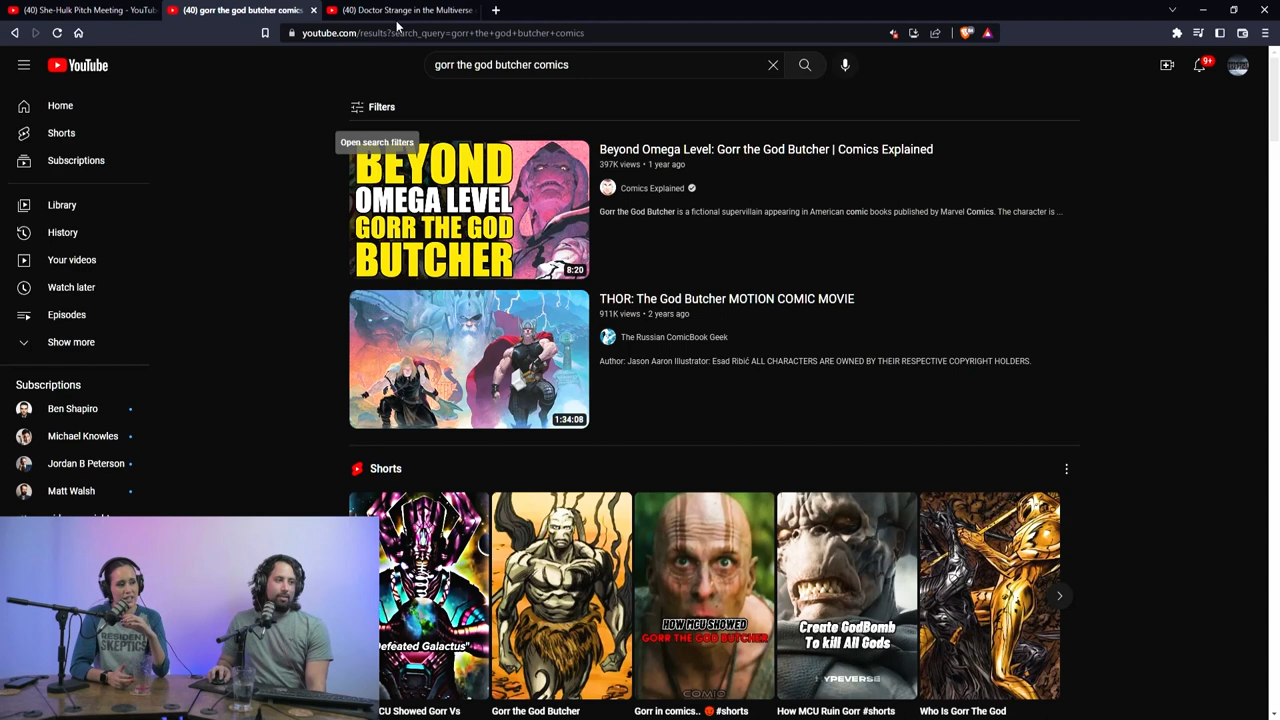 (40) She-Hulk Pitch Meeting - YouTu
(40) gorr the god butcher comics
(40) Doctor Strange in the Multiverse
youtube.com/results?search_query=gorr+the+god+butcher+comics
YouTube
gorr the god butcher comics
9+
Home
Shorts
Subscriptions
Library
History
Your videos
Watch later
Episodes
Show more
Subscriptions
Ben Shapiro
Michael Knowles
Jordan B Peterson
Matt Walsh
Filters
Open search filters
BEYOND
OMEGA LEVEL
GORR THE GOD
BUTCHER
8:20
Beyond Omega Level: Gorr the God Butcher | Comics Explained
397K views • 1 year ago
Comics Explained
Gorr the God Butcher is a fictional supervillain appearing in American comic books published by Marvel Comics. The character is ...
1:34:08
THOR: The God Butcher MOTION COMIC MOVIE
911K views • 2 years ago
The Russian ComicBook Geek
Author: Jason Aaron Illustrator: Esad Ribić ALL CHARACTERS ARE OWNED BY THEIR RESPECTIVE COPYRIGHT HOLDERS.
Shorts
efeated Galactus"
HOW MCU SHOWED
GORR THE GOD BUTCHER
COMIC
Create GodBomb
To kill All Gods
HYPEVERSE
CU Showed Gorr Vs
Gorr the God Butcher
Gorr in comics.. 😡 #shorts
How MCU Ruin Gorr #shorts
Who Is Gorr The God
RESIDENT
SKEPTICS